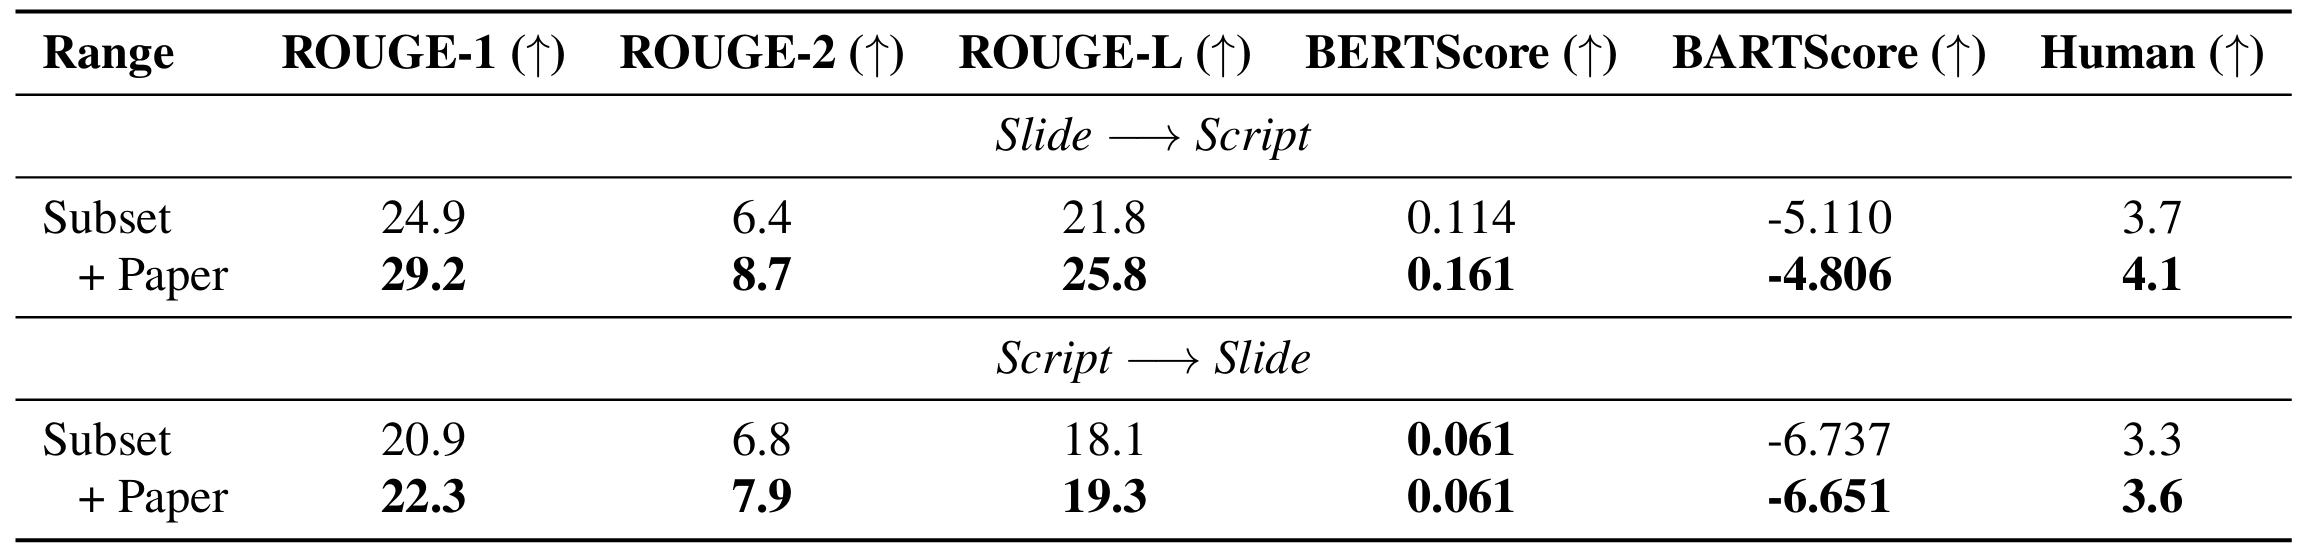 Range ROUGE-1 (↑) ROUGE-2 (↑) ROUGE-L (↑) BERTScore (↑) BARTScore (↑) Human (↑)
Slide ⟶ Script
Subset 24.9 6.4 21.8 0.114 -5.110 3.7
+ Paper 29.2 8.7 25.8 0.161 -4.806 4.1
Script ⟶ Slide
Subset 20.9 6.8 18.1 0.061 -6.737 3.3
+ Paper 22.3 7.9 19.3 0.061 -6.651 3.6